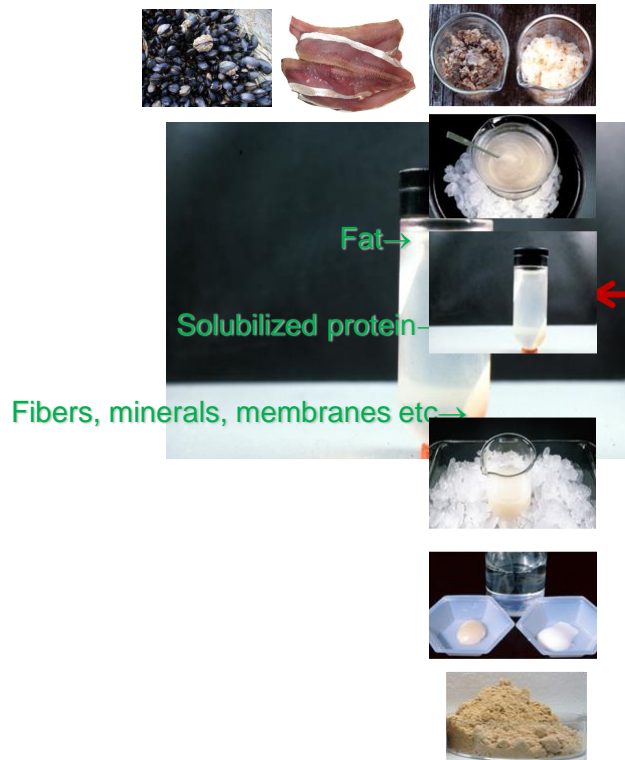 Fat→
Solubilized protein-
Fibers, minerals, membranes etc→